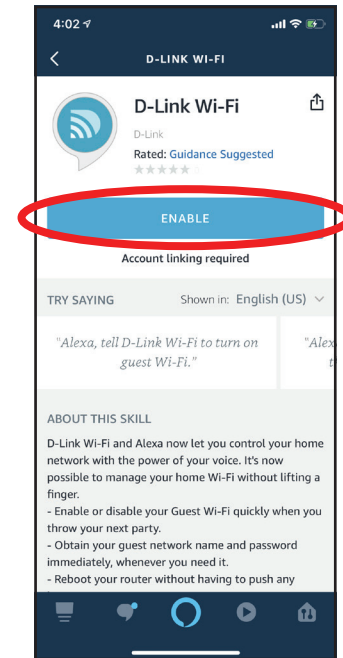 4:02
D-LINK WI-FI
D-Link Wi-Fi
D-Link
Rated: Guidance Suggested
ENABLE
Account linking required
TRY SAYING Shown in: English (US)
"Alexa, tell D-Link Wi-Fi to turn on "Alex
guest Wi-Fi." t
ABOUT THIS SKILL
D-Link Wi-Fi and Alexa now let you control your home
network with the power of your voice. It's now
possible to manage your home Wi-Fi without lifting a
finger.
- Enable or disable your Guest Wi-Fi quickly when you
throw your next party.
- Obtain your guest network name and password
immediately, whenever you need it.
- Reboot your router without having to push any